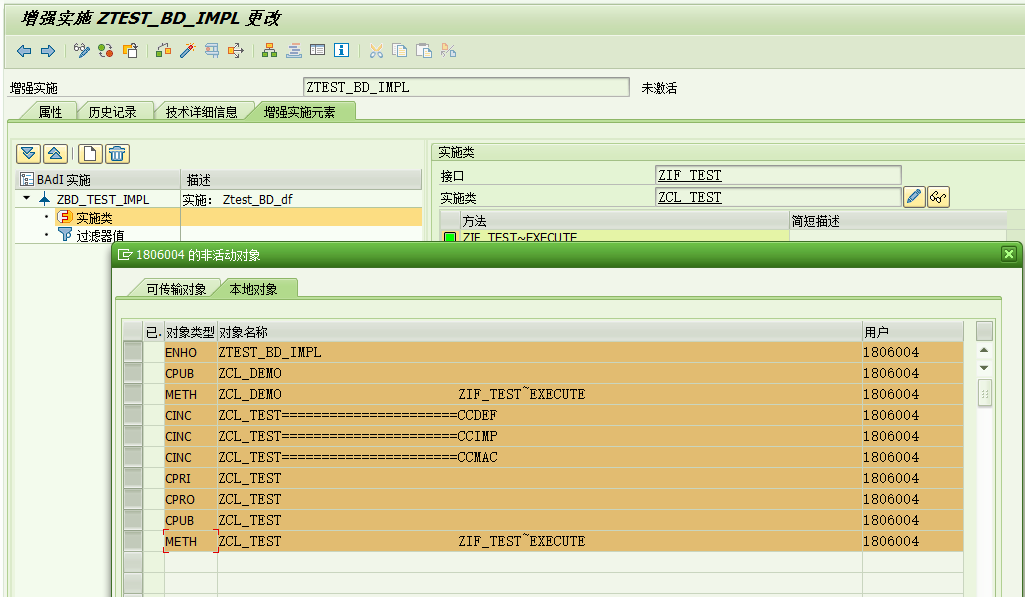 增强实施 ZTEST_BD_IMPL 更改
增强实施 ZTEST_BD_IMPL 未激活
属性 历史记录 技术详细信息 增强实施元素
实施类
BAdI 实施 描述
接口 ZIF_TEST
ZBD_TEST_IMPL 实施: Ztest_BD_df
实施类 ZCL_TEST
实施类
方法 简短描述
过滤器值
ZIF_TEST~EXECUTE
1806004 的非活动对象
可传输对象 本地对象
已. 对象类型 对象名称 用户
ENHO ZTEST_BD_IMPL 1806004
CPUB ZCL_DEMO 1806004
METH ZCL_DEMO ZIF_TEST~EXECUTE 1806004
CINC ZCL_TEST======================CCDEF 1806004
CINC ZCL_TEST======================CCIMP 1806004
CINC ZCL_TEST======================CCMAC 1806004
CPRI ZCL_TEST 1806004
CPRO ZCL_TEST 1806004
CPUB ZCL_TEST 1806004
METH ZCL_TEST ZIF_TEST~EXECUTE 1806004